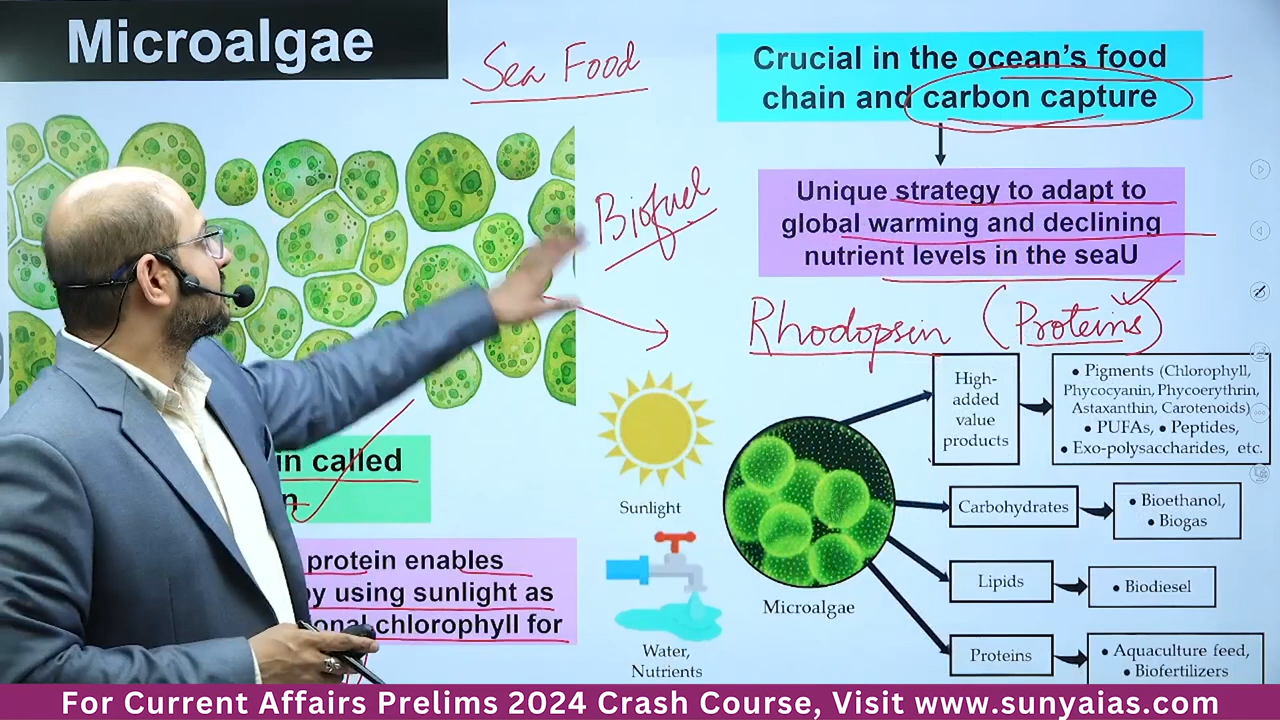 Microalgae
Sea Food
Crucial in the ocean's food
chain and carbon capture
Unique strategy to adapt to
global warming and declining
nutrient levels in the seaU
Biofuel
Rhodopsin (Proteins)
in called
protein enables
by using sunlight as
onal chlorophyll for
Sunlight
Water,
Nutrients
Microalgae
High-
added
value
products
• Pigments (Chlorophyll,
Phycocyanin, Phycoerythrin,
Astaxanthin, Carotenoids)
• PUFAs, • Peptides,
• Exo-polysaccharides, etc.
Carbohydrates
• Bioethanol,
• Biogas
Lipids
• Biodiesel
Proteins
• Aquaculture feed,
• Biofertilizers
For Current Affairs Prelims 2024 Crash Course, Visit www.sunyaias.com